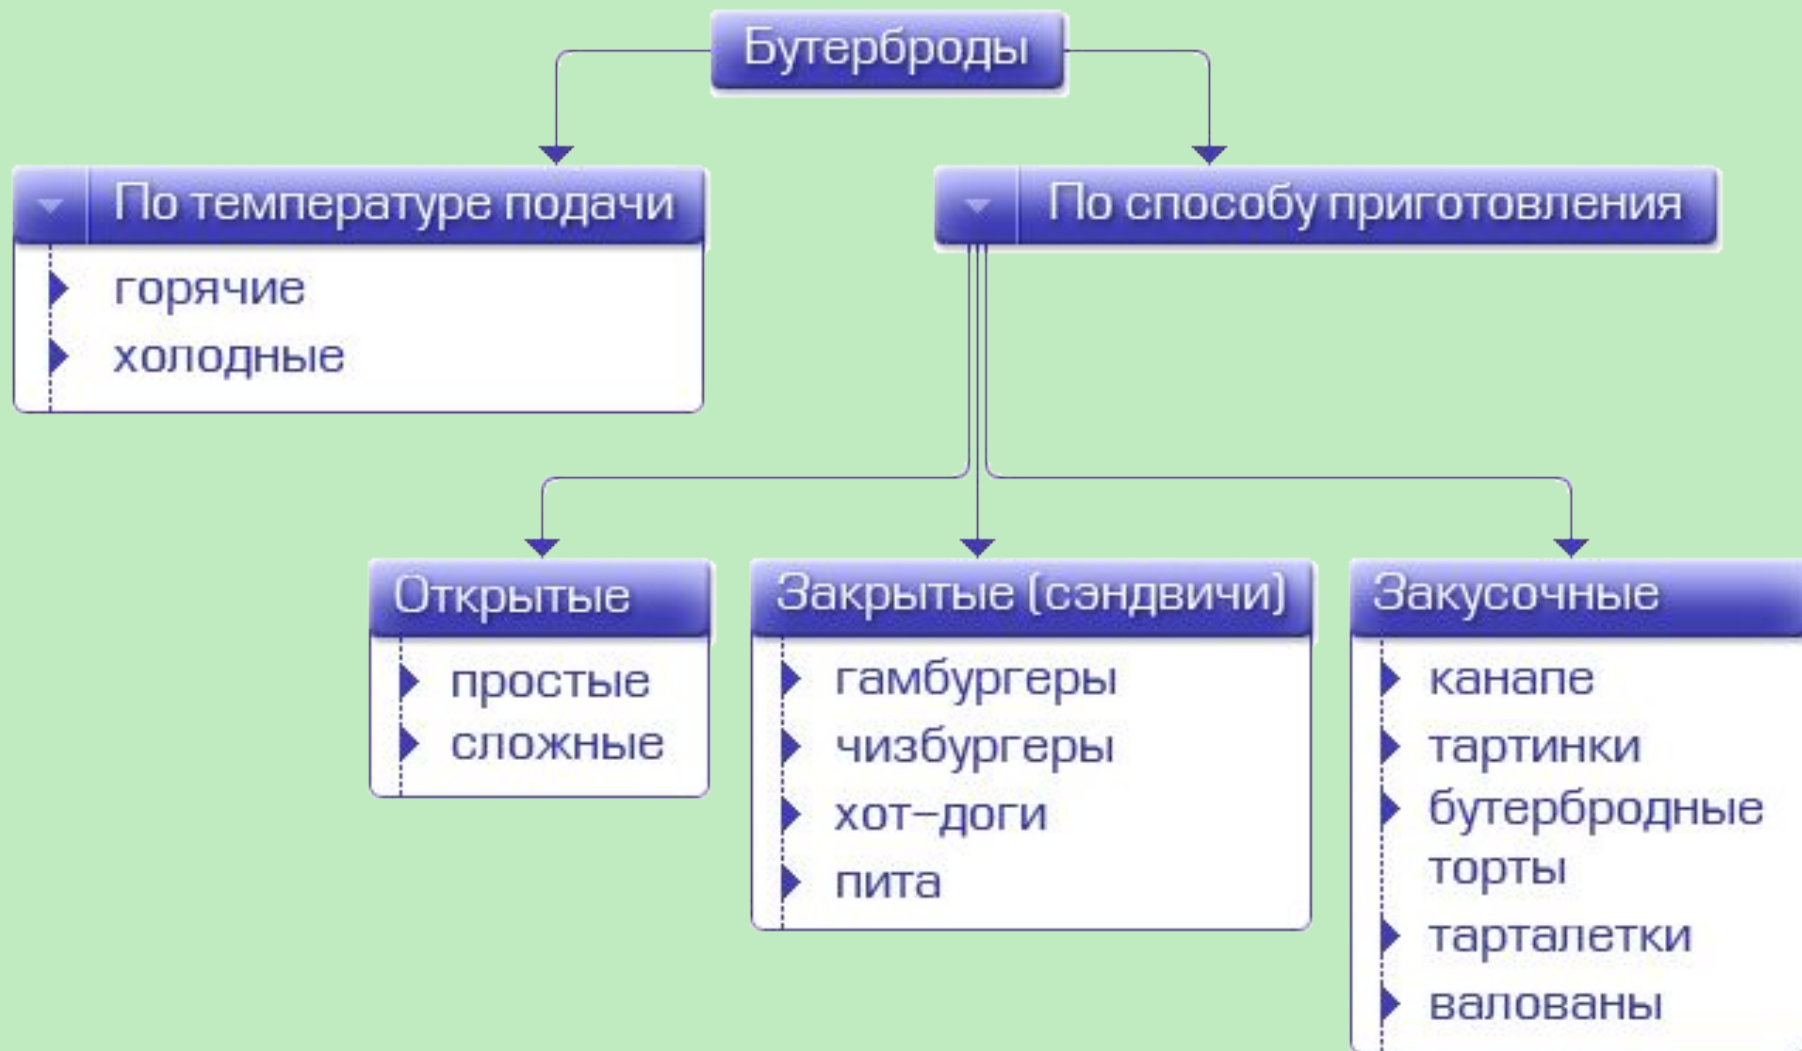 Бутерброды
По температуре подачи
горячие
холодные
По способу приготовления
Открытые
простые
сложные
Закрытые (сэндвичи)
гамбургеры
чизбургеры
хот-доги
пита
Закусочные
канапе
тартинки
бутербродные
торты
тарталетки
валованы